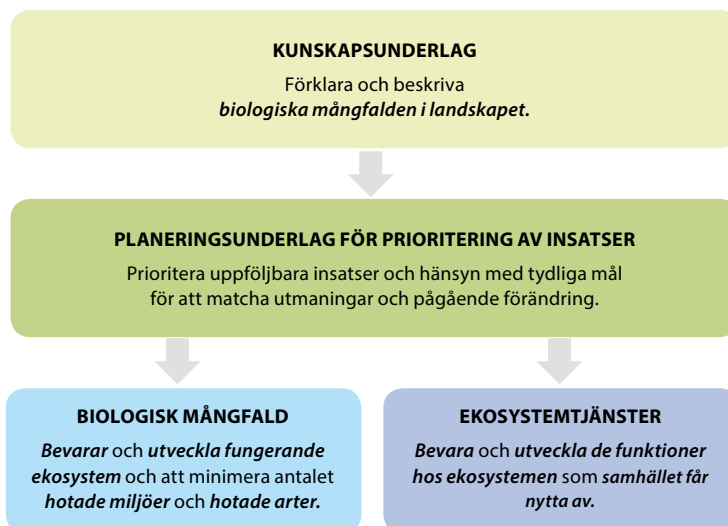 KUNSKAPSUNDERLAG
Förklara och beskriva
biologiska mångfalden i landskapet.
PLANERINGSUNDERLAG FÖR PRIORITERING AV INSATSER
Prioritera uppföljbara insatser och hänsyn med tydliga mål
för att matcha utmaningar och pågående förändring.
BIOLOGISK MÅNGFALD
Bevarar och utveckla fungerande
ekosystem och att minimera antalet
hotade miljöer och hotade arter.
EKOSYSTEMTJÄNSTER
Bevara och utveckla de funktioner
hos ekosystemen som samhället får
nytta av.